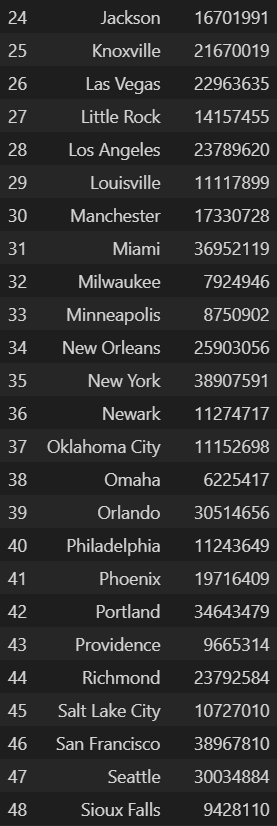 24 Jackson 16701991
25 Knoxville 21670019
26 Las Vegas 22963635
27 Little Rock 14157455
28 Los Angeles 23789620
29 Louisville 11117899
30 Manchester 17330728
31 Miami 36952119
32 Milwaukee 7924946
33 Minneapolis 8750902
34 New Orleans 25903056
35 New York 38907591
36 Newark 11274717
37 Oklahoma City 11152698
38 Omaha 6225417
39 Orlando 30514656
40 Philadelphia 11243649
41 Phoenix 19716409
42 Portland 34643479
43 Providence 9665314
44 Richmond 23792584
45 Salt Lake City 10727010
46 San Francisco 38967810
47 Seattle 30034884
48 Sioux Falls 9428110